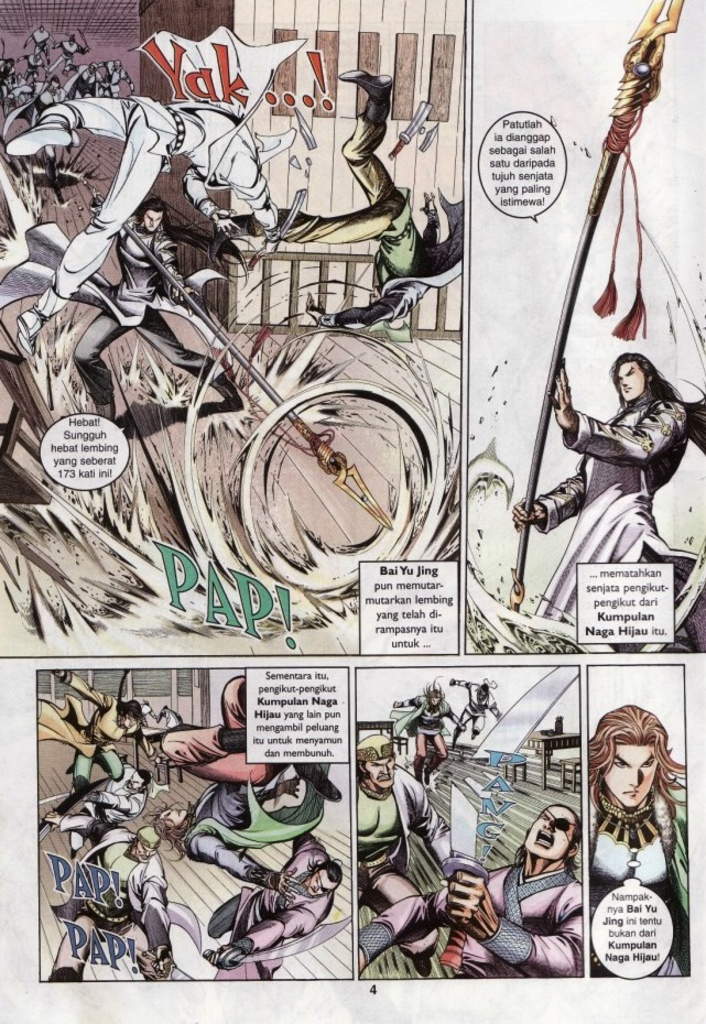 Yak ....!
Hebat!
Sungguh
hebat lembing
yang seberat
173 kati ini!
PAP!
Bai Yu Jing
pun memutar-
mutarkan lembing
yang telah di-
rampasnya itu
untuk ...
Patutlah
ia dianggap
sebagai salah
satu daripada
tujuh senjata
yang paling
istimewa!
... mematahkan
senjata pengikut-
pengikut dari
Kumpulan
Naga Hijau itu.
Sementara itu,
pengikut-pengikut
Kumpulan Naga
Hijau yang lain pun
mengambil peluang
itu untuk menyamun
dan membunuh.
PAP!
PAP!
PANG!
Nampak-
nya Bai Yu
Jing ini tentu
bukan dari
Kumpulan
Naga Hijau!
4